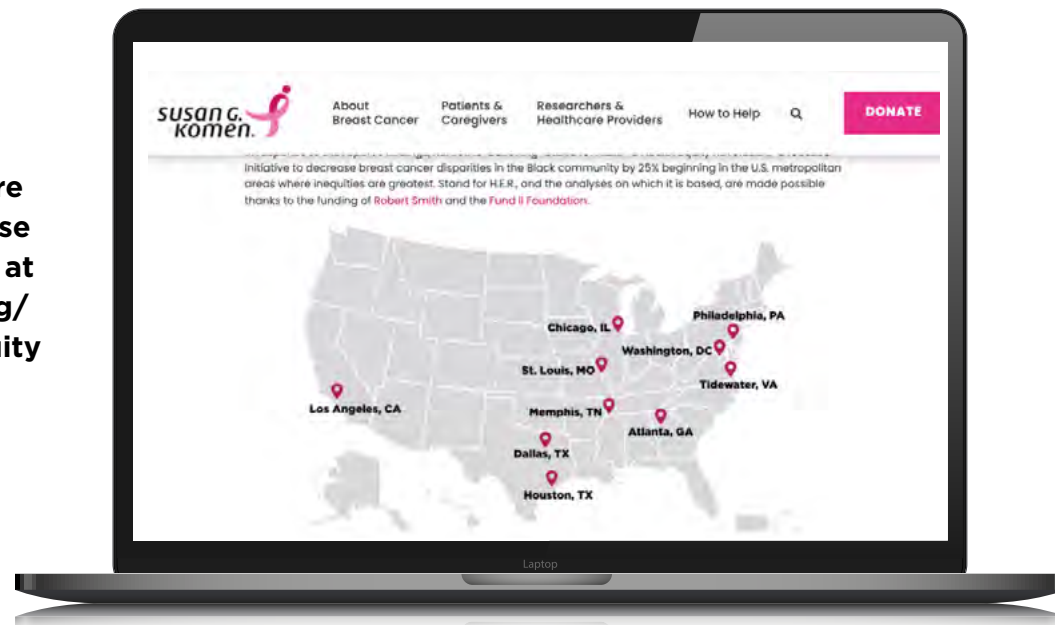 re
se
at
g/
uity
susan g.
komen.
About
Breast Cancer
Patients &
Caregivers
Researchers &
Healthcare Providers
How to Help
DONATE
initiative to decrease breast cancer disparities in the Black community by 25% beginning in the U.S. metropolitan
areas where inequities are greatest. Stand for H.E.R., and the analyses on which it is based, are made possible
thanks to the funding of Robert Smith and the Fund II Foundation.
Chicago, IL
Philadelphia, PA
Washington, DC
St. Louis, MO
Tidewater, VA
Los Angeles, CA
Memphis, TN
Atlanta, GA
Dallas, TX
Houston, TX
Laptop